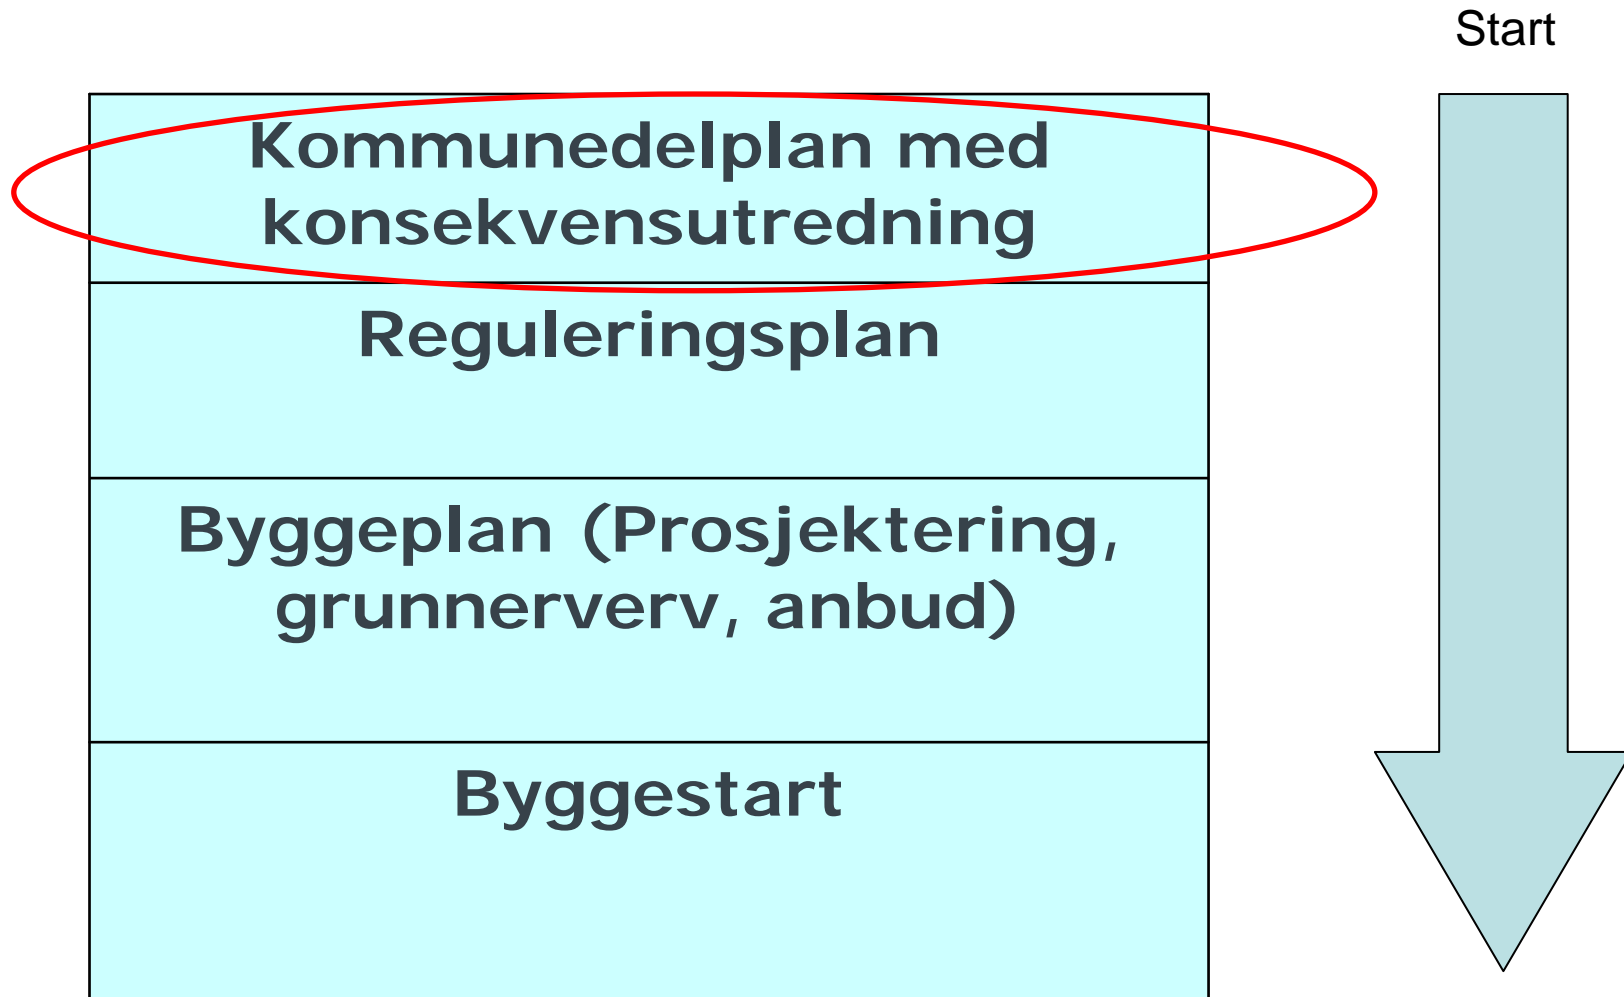 Start
Kommunedelplan med
konsekvensutredning
Reguleringsplan
Byggeplan (Prosjektering,
grunnerverv, anbud)
Byggestart